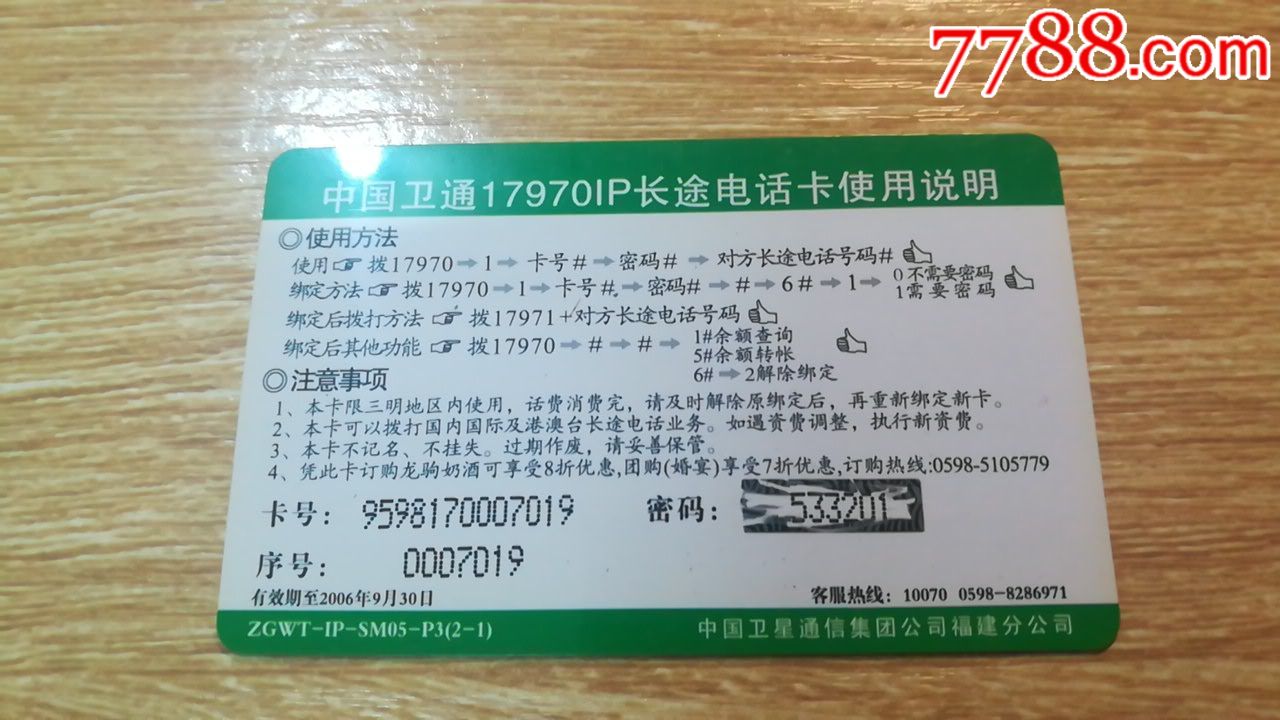 7788.com
中国卫通17970IP长途电话卡使用说明
◎使用方法
使用☞拨17970→1→卡号#→密码#→对方长途电话号码#
绑定方法☞拨17970→1→卡号#→密码#→#→6#→1→0不需要密码
1需要密码
绑定后拨打方法☞拨17971+对方长途电话号码
绑定后其他功能☞拨17970→#→#→1#余额查询
5#余额转帐
6#→2解除绑定
◎注意事项
1、本卡限三明地区内使用，话费消费完，请及时解除原绑定后，再重新绑定新卡。
2、本卡可以拨打国内国际及港澳台长途电话业务。如遇资费调整，执行新资费。
3、本卡不记名、不挂失。过期作废，请妥善保管。
4、凭此卡订购龙驹奶酒可享受8折优惠,团购(婚宴)享受7折优惠,订购热线:0598-5105779
卡号：9598170007019 密码：533201
序号：0007019
有效期至2006年9月30日 客服热线：10070 0598-8286971
ZGWT-IP-SM05-P3(2-1) 中国卫星通信集团公司福建分公司